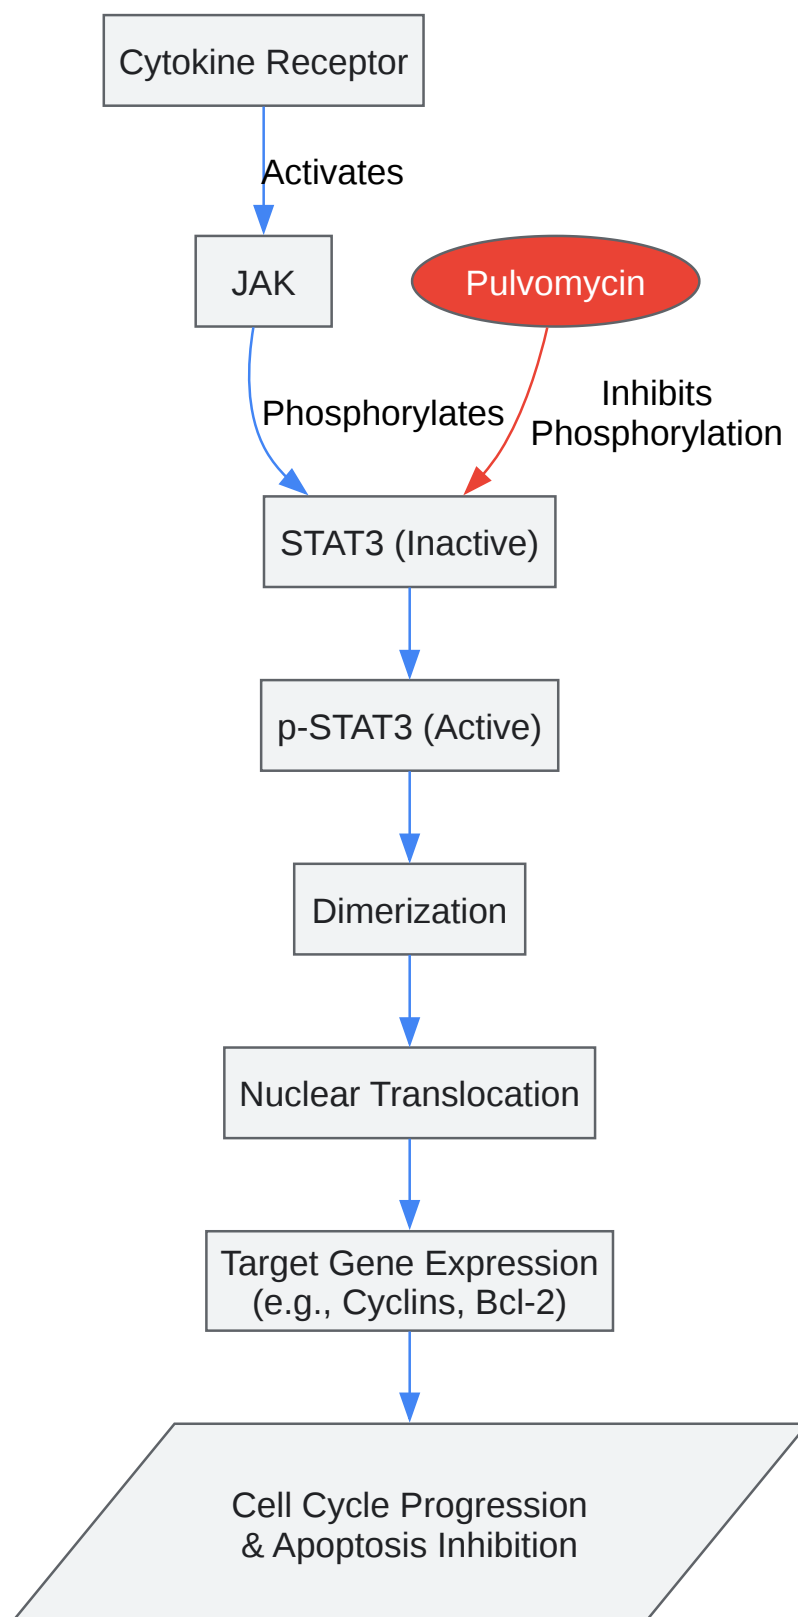 Cytokine Receptor
Activates
JAK
Pulvomycin
Phosphorylates
Inhibits
Phosphorylation
STAT3 (Inactive)
p-STAT3 (Active)
Dimerization
Nuclear Translocation
Target Gene Expression
(e.g., Cyclins, Bcl-2)
Cell Cycle Progression
& Apoptosis Inhibition